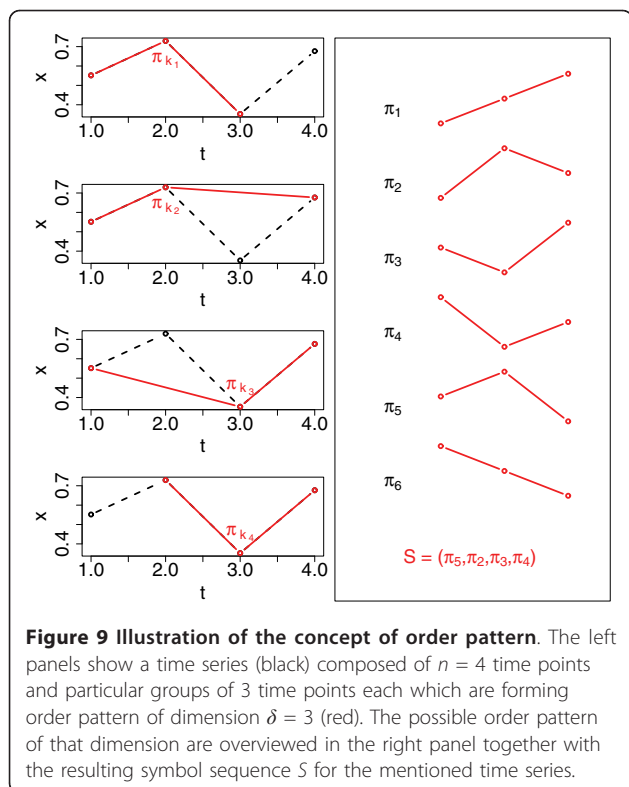 0.7
x
0.4
π k₁
1.0 2.0 3.0 4.0
t
0.7
x
0.4
π k₂
1.0 2.0 3.0 4.0
t
0.7
x
0.4
π k₃
1.0 2.0 3.0 4.0
t
0.7
x
0.4
π k₄
1.0 2.0 3.0 4.0
t
π₁
π₂
π₃
π₄
π₅
π₆
S = (π₅,π₂,π₃,π₄)
Figure 9 Illustration of the concept of order pattern. The left
panels show a time series (black) composed of n = 4 time points
and particular groups of 3 time points each which are forming
order pattern of dimension δ = 3 (red). The possible order pattern
of that dimension are overviewed in the right panel together with
the resulting symbol sequence S for the mentioned time series.